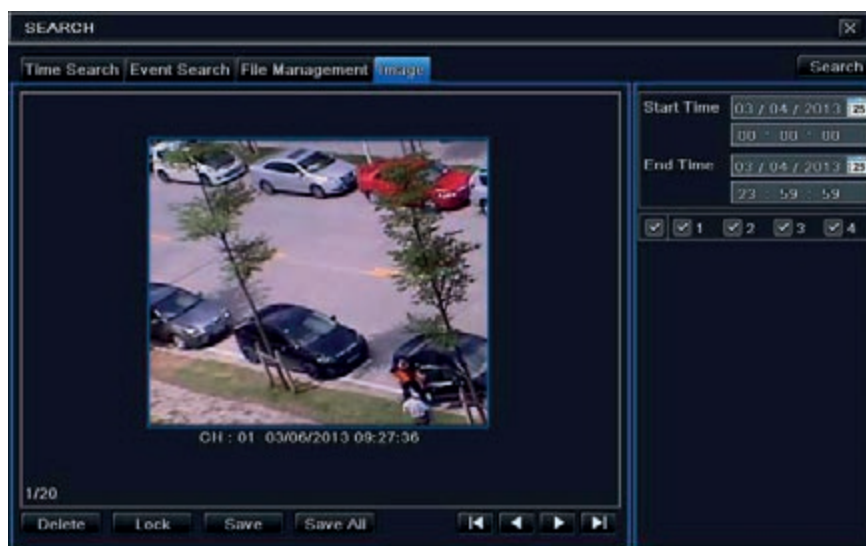 SEARCH
Time Search Event Search File Management Image
Search
Start Time 03 / 04 / 2013 25
00 : 00 : 00
End Time 03 / 04 / 2013 25
23 : 59 : 59
1 2 3 4
CH : 01 03/06/2013 09:27:36
1/20
Delete Lock Save Save All